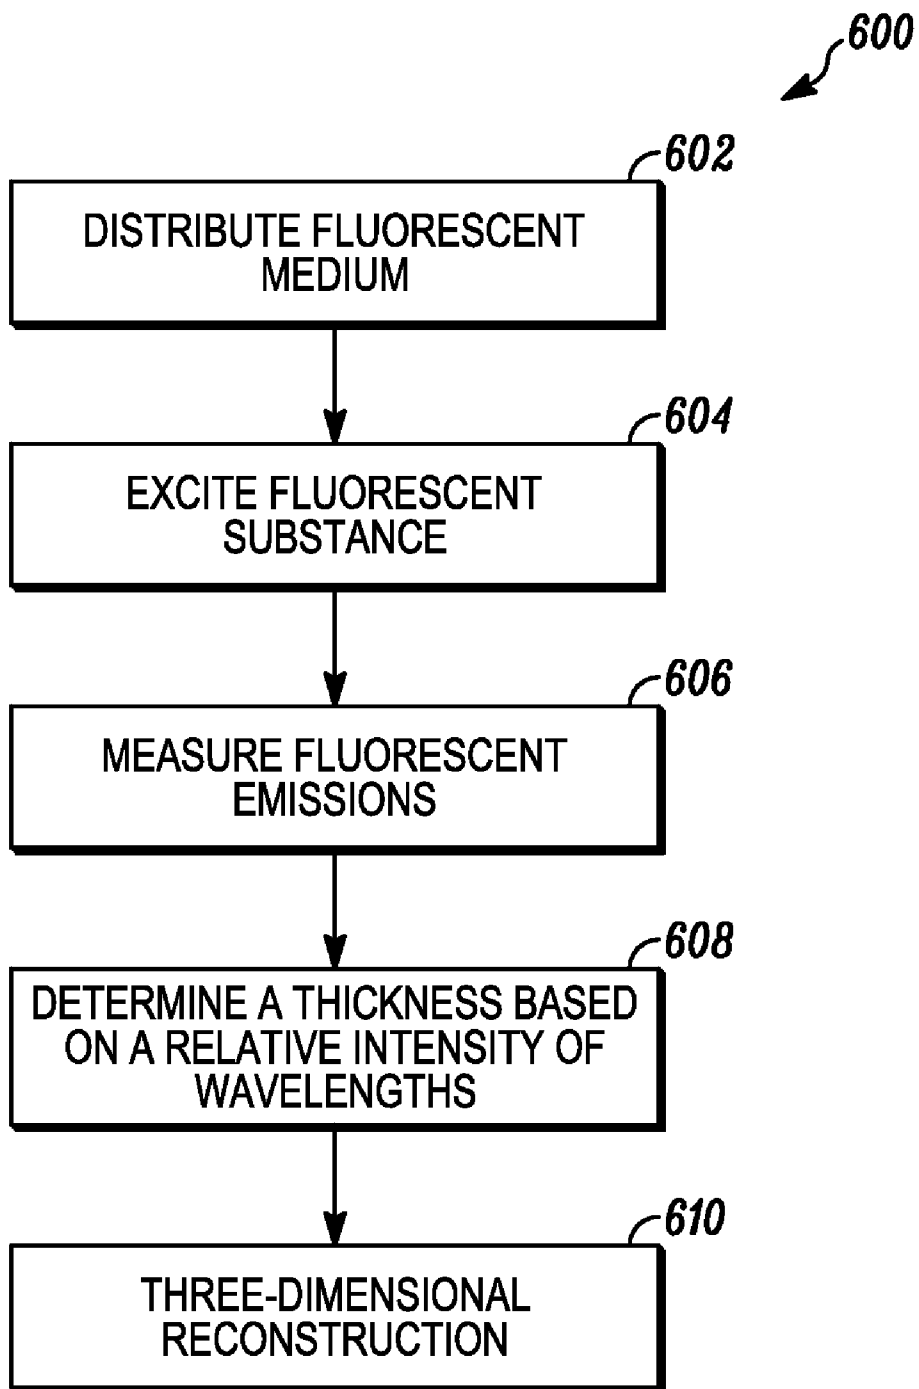 600
602
DISTRIBUTE FLUORESCENT
MEDIUM
604
EXCITE FLUORESCENT
SUBSTANCE
606
MEASURE FLUORESCENT
EMISSIONS
608
DETERMINE A THICKNESS BASED
ON A RELATIVE INTENSITY OF
WAVELENGTHS
610
THREE-DIMENSIONAL
RECONSTRUCTION